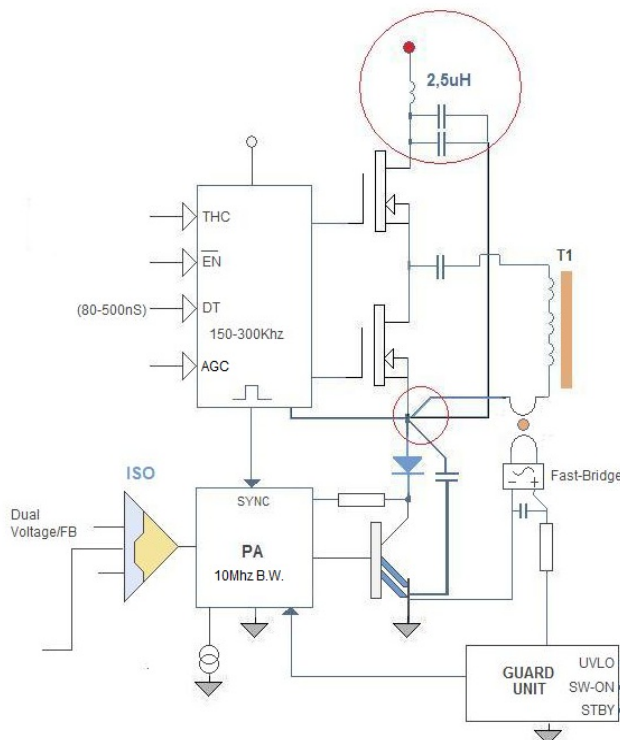 2,5uH
THC
EN
DT
AGC
(80-500nS)
150-300Khz
T1
ISO
Dual
Voltage/FB
SYNC
PA
10Mhz B.W.
Fast-Bridge
~
- +
GUARD
UNIT
UVLO
SW-ON
STBY